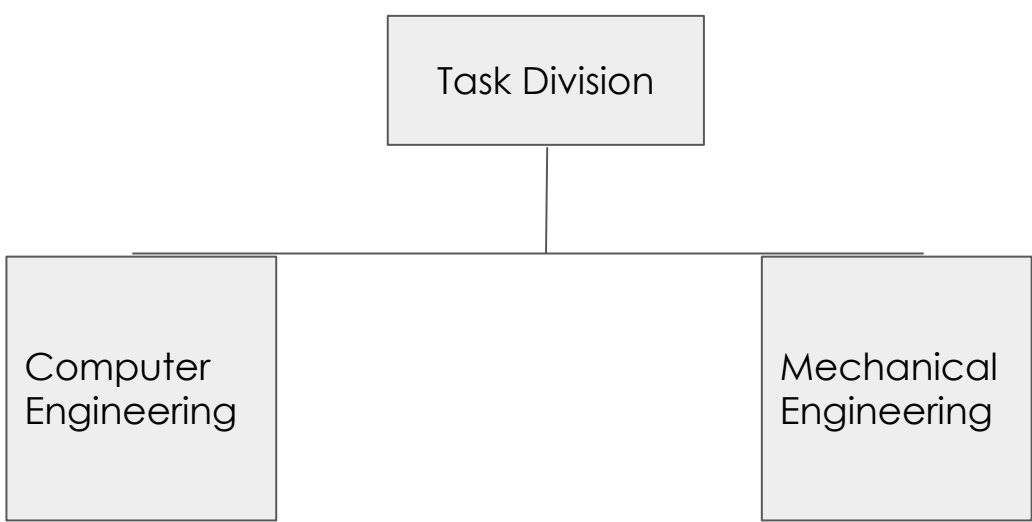 Task Division
Computer
Engineering
Mechanical
Engineering